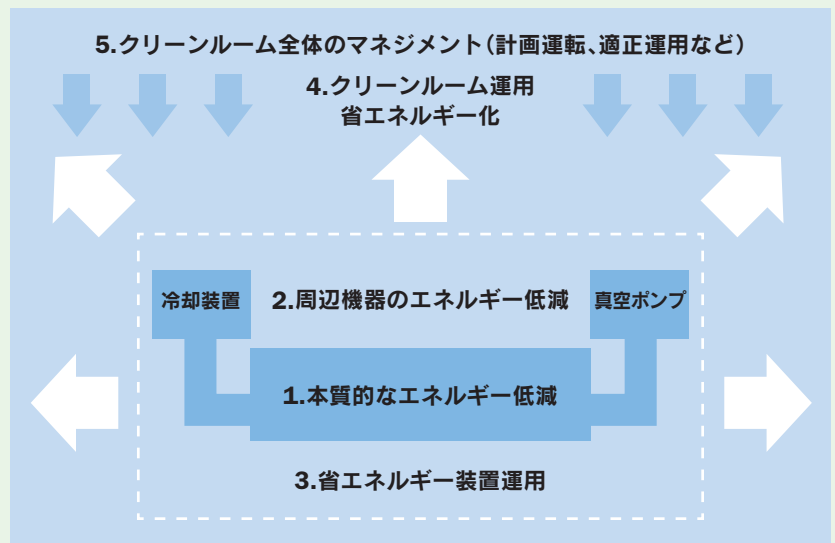 5.クリーンルーム全体のマネジメント(計画運転、適正運用など)
4.クリーンルーム運用
省エネルギー化
冷却装置
2.周辺機器のエネルギー低減
真空ポンプ
1.本質的なエネルギー低減
3.省エネルギー装置運用